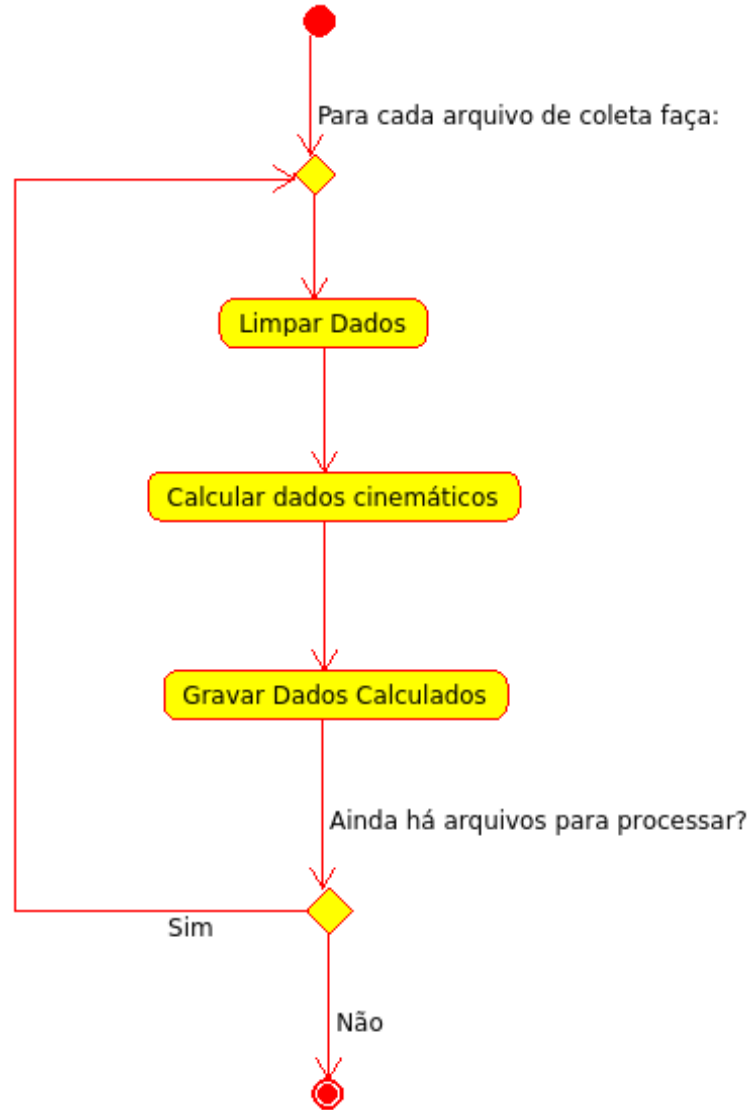 Para cada arquivo de coleta faça:
Limpar Dados
Calcular dados cinemáticos
Gravar Dados Calculados
Ainda há arquivos para processar?
Sim
Não